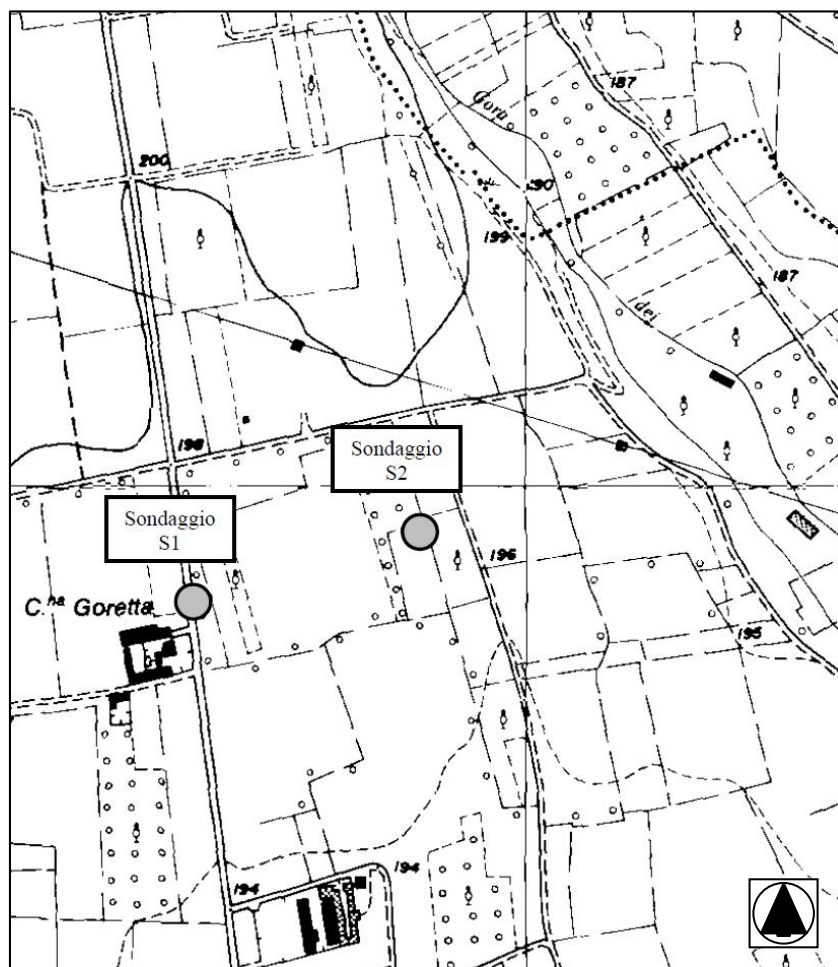 Gora
187
200
190
199
187
dei
198
Sondaggio
S2
Sondaggio
S1
196
C.na Goretta
195
194
194